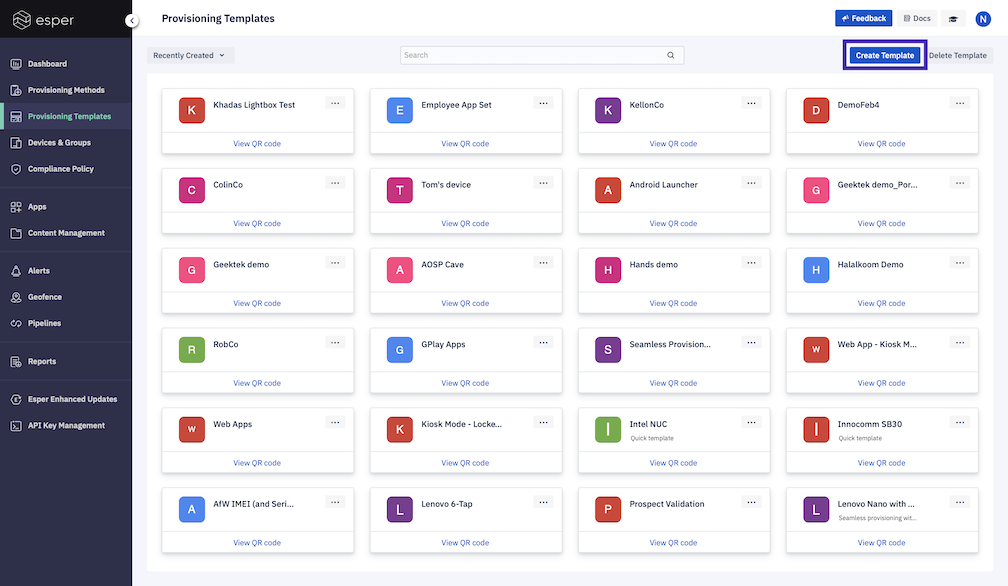 esper
Provisioning Templates
Feedback
Docs
N
Dashboard
Provisioning Methods
Provisioning Templates
Devices & Groups
Compliance Policy
Apps
Content Management
Alerts
Geofence
Pipelines
Reports
Esper Enhanced Updates
API Key Management
Recently Created
Search
Create Template
Delete Template
K
Khadas Lightbox Test
...
View QR code
E
Employee App Set
...
View QR code
K
KellonCo
...
View QR code
D
DemoFeb4
...
View QR code
C
ColinCo
...
View QR code
T
Tom's device
...
View QR code
A
Android Launcher
...
View QR code
G
Geektek demo_Por...
...
View QR code
G
Geektek demo
...
View QR code
A
AOSP Cave
...
View QR code
H
Hands demo
...
View QR code
H
Halalkoom Demo
...
View QR code
R
RobCo
...
View QR code
G
GPlay Apps
...
View QR code
S
Seamless Provision...
...
View QR code
W
Web App - Kiosk M...
...
View QR code
W
Web Apps
...
View QR code
K
Kiosk Mode - Locke...
...
View QR code
I
Intel NUC
Quick template
...
View QR code
I
Innocomm SB30
Quick template
...
View QR code
A
AfW IMEI (and Seri...
...
View QR code
L
Lenovo 6-Tap
...
View QR code
P
Prospect Validation
...
View QR code
L
Lenovo Nano with ...
Seamless provisioning wit...
...
View QR code